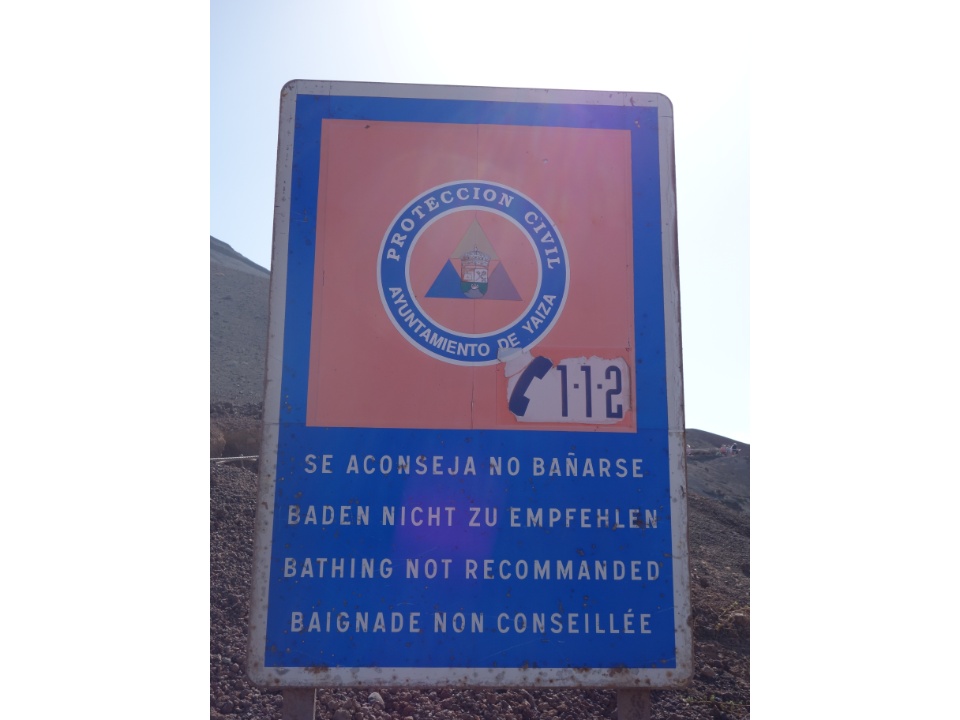 PROTECCION CIVIL
AYUNTAMIENTO DE YAIZA
1·1·2
SE ACONSEJA NO BAÑARSE
BADEN NICHT ZU EMPFEHLEN
BATHING NOT RECOMMANDED
BAIGNADE NON CONSEILLÉE